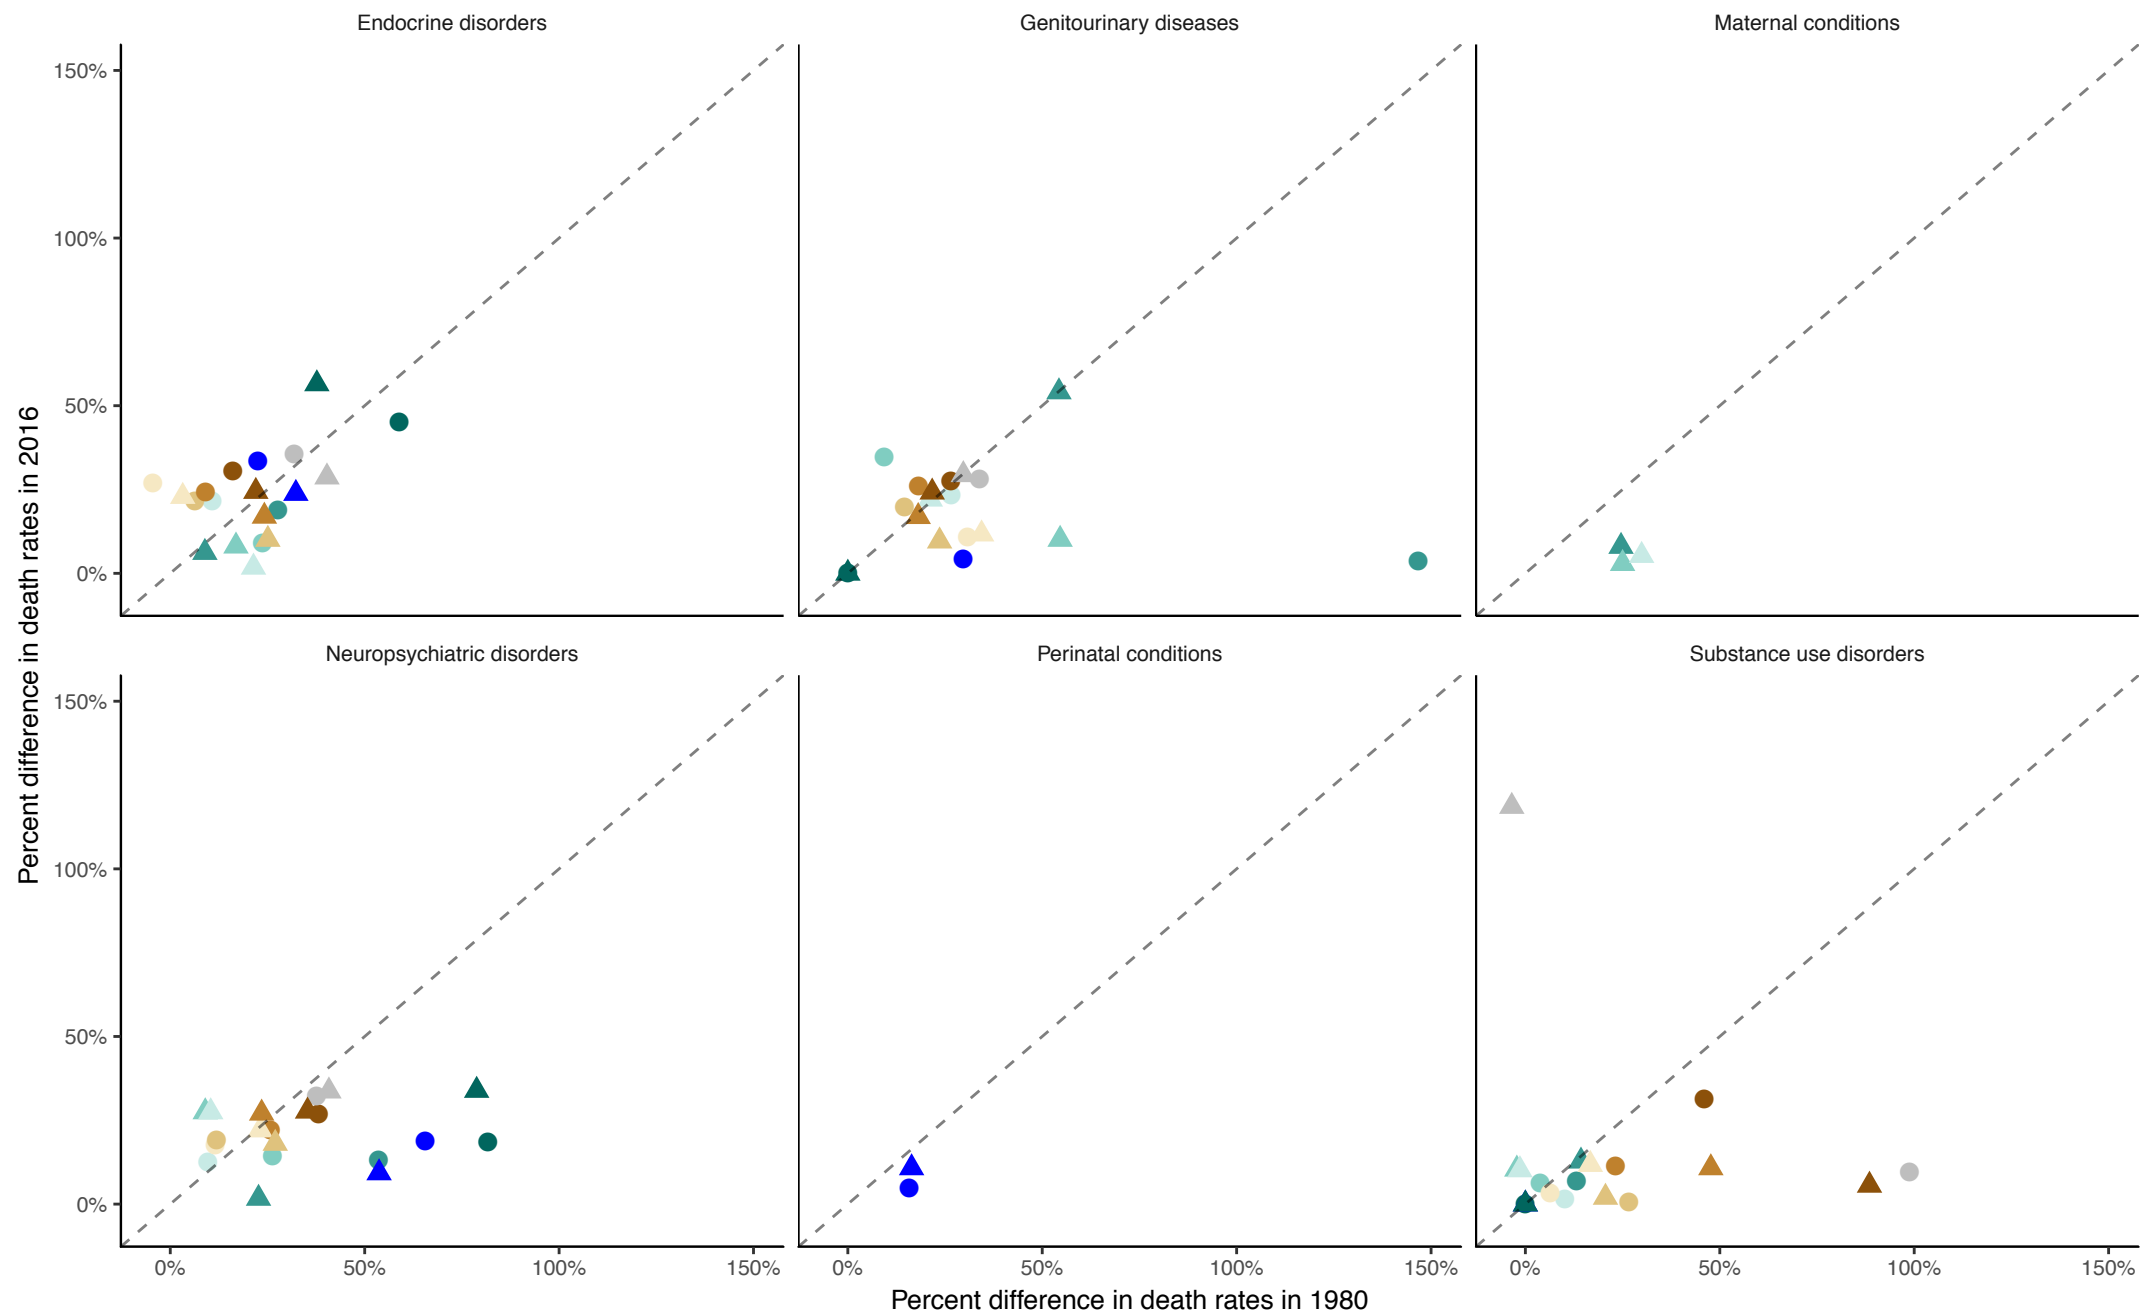 Endocrine disorders
Genitourinary diseases
Maternal conditions
150%
100%
50%
0%
Percent difference in death rates in 2016
Neuropsychiatric disorders
Perinatal conditions
Substance use disorders
150%
100%
50%
0%
0% 50% 100% 150%
0% 50% 100% 150%
0% 50% 100% 150%
Percent difference in death rates in 1980